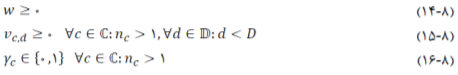 w ≥ ۰ (۱۴-۸)
v_{c,d} ≥ ۰ ∀c ∈ ℂ: n_c > ۱, ∀d ∈ 𝔻: d < D (۱۵-۸)
γ_c ∈ {۰,۱} ∀c ∈ ℂ: n_c > ۱ (۱۶-۸)